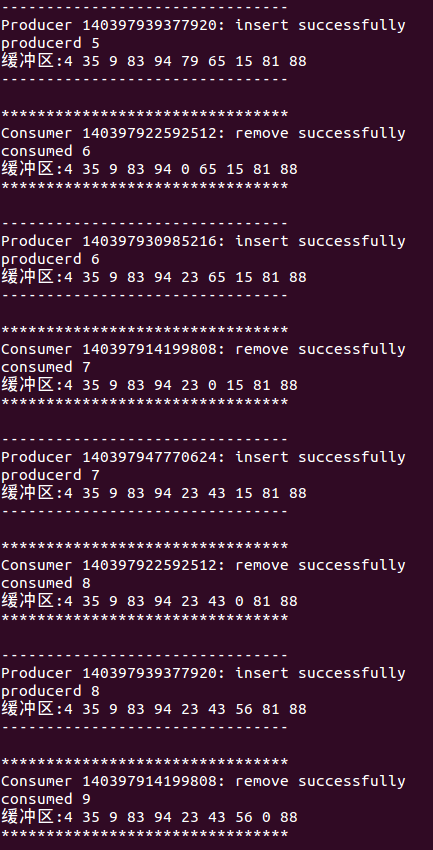 --------------------------------
Producer 140397939377920: insert successfully
producerd 5
缓冲区:4 35 9 83 94 79 65 15 81 88
--------------------------------
********************************
Consumer 140397922592512: remove successfully
consumed 6
缓冲区:4 35 9 83 94 0 65 15 81 88
********************************
--------------------------------
Producer 140397930985216: insert successfully
producerd 6
缓冲区:4 35 9 83 94 23 65 15 81 88
--------------------------------
********************************
Consumer 140397914199808: remove successfully
consumed 7
缓冲区:4 35 9 83 94 23 0 15 81 88
********************************
--------------------------------
Producer 140397947770624: insert successfully
producerd 7
缓冲区:4 35 9 83 94 23 43 15 81 88
--------------------------------
********************************
Consumer 140397922592512: remove successfully
consumed 8
缓冲区:4 35 9 83 94 23 43 0 81 88
********************************
--------------------------------
Producer 140397939377920: insert successfully
producerd 8
缓冲区:4 35 9 83 94 23 43 56 81 88
--------------------------------
********************************
Consumer 140397914199808: remove successfully
consumed 9
缓冲区:4 35 9 83 94 23 43 56 0 88
********************************